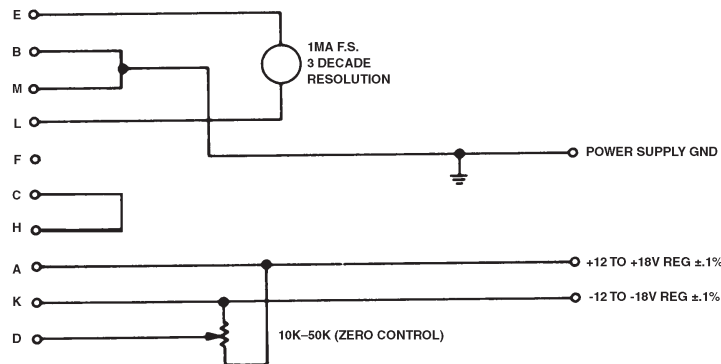 E
B
M
L
F
C
H
A
K
D
1MA F.S.
3 DECADE
RESOLUTION
POWER SUPPLY GND
+12 TO +18V REG ±.1%
-12 TO -18V REG ±.1%
10K–50K (ZERO CONTROL)